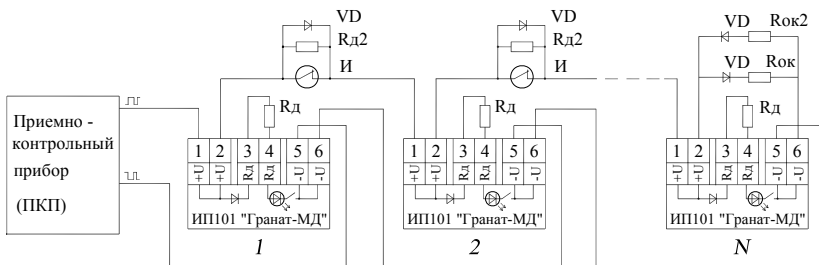 VD
Rд2
И
VD
Rд2
И
VD
Rок2
VD
Rок
Приемно -
контрольный
прибор
(ПКП)
Rд
1 2 3 4 5 6
+U +U Rд Rд -U -U
ИП101 "Гранат-МД"
1
Rд
1 2 3 4 5 6
+U +U Rд Rд -U -U
ИП101 "Гранат-МД"
2
Rд
1 2 3 4 5 6
+U +U Rд Rд -U -U
ИП101 "Гранат-МД"
N